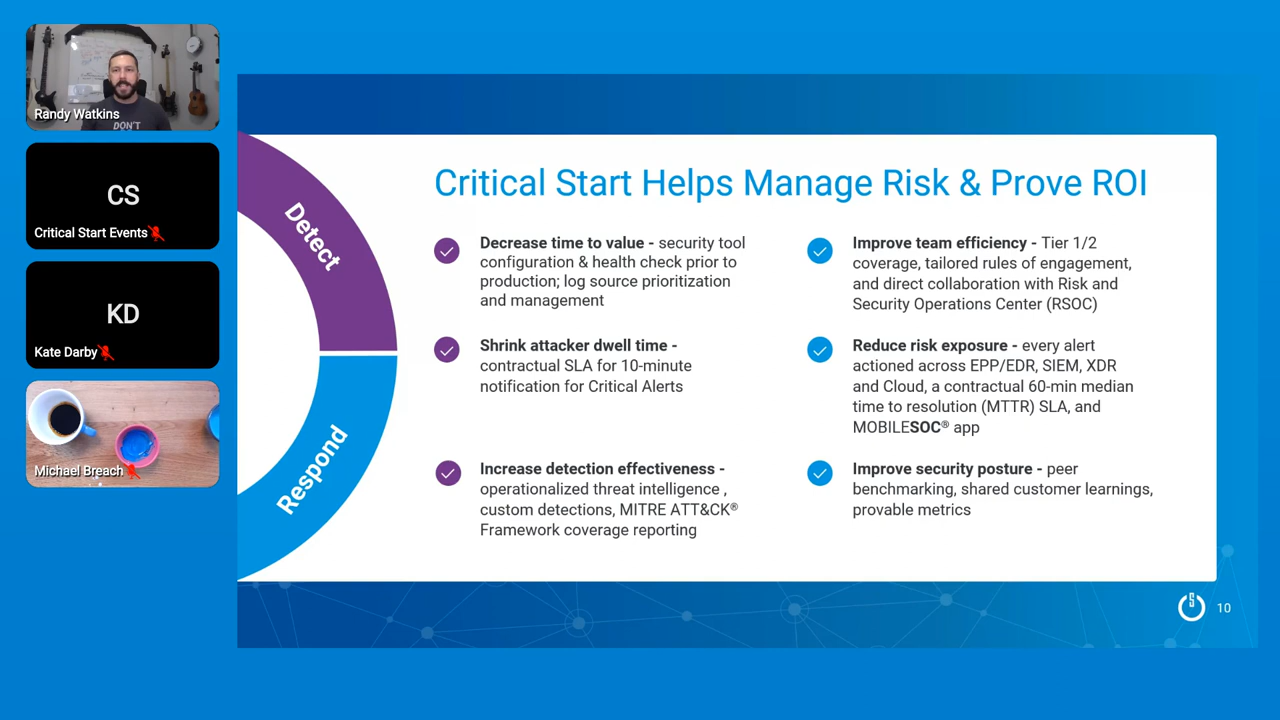 Randy Watkins
DON'T
CS
Critical Start Events
KD
Kate Darby
Michael Breach
Detect
Respond
Critical Start Helps Manage Risk & Prove ROI
Decrease time to value - security tool
configuration & health check prior to
production; log source prioritization
and management
Shrink attacker dwell time -
contractual SLA for 10-minute
notification for Critical Alerts
Increase detection effectiveness -
operationalized threat intelligence ,
custom detections, MITRE ATT&CK®
Framework coverage reporting
Improve team efficiency - Tier 1/2
coverage, tailored rules of engagement,
and direct collaboration with Risk and
Security Operations Center (RSOC)
Reduce risk exposure - every alert
actioned across EPP/EDR, SIEM, XDR
and Cloud, a contractual 60-min median
time to resolution (MTTR) SLA, and
MOBILESOC® app
Improve security posture - peer
benchmarking, shared customer learnings,
provable metrics
10